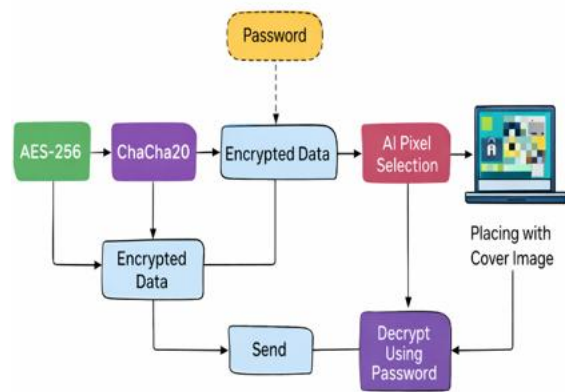 Password
AES-256
ChaCha20
Encrypted Data
AI Pixel
Selection
Placing with
Cover Image
Encrypted
Data
Send
Decrypt
Using
Password